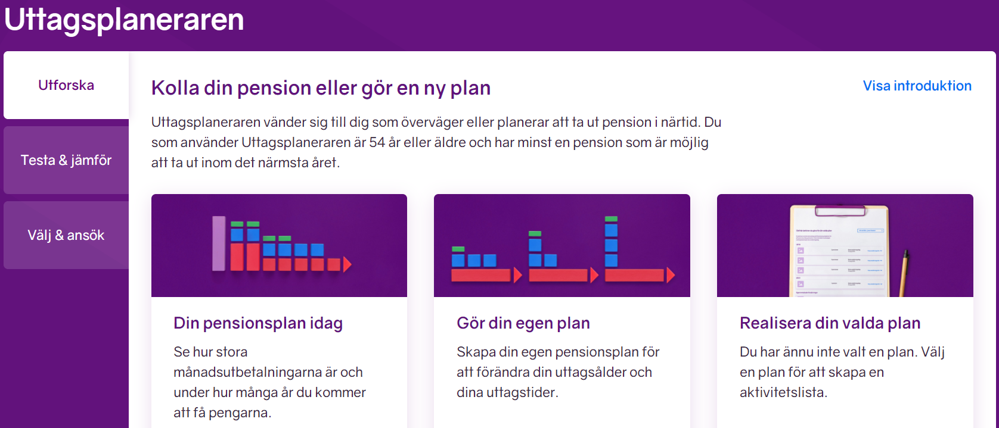 Uttagsplaneraren
Utforska
Testa & jämför
Välj & ansök
Kolla din pension eller gör en ny plan
Visa introduktion
Uttagsplaneraren vänder sig till dig som överväger eller planerar att ta ut pension i närtid. Du
som använder Uttagsplaneraren är 54 år eller äldre och har minst en pension som är möjlig
att ta ut inom det närmsta året.
Din pensionsplan idag
Se hur stora
månadsutbetalningarna är och
under hur många år du kommer
att få pengarna.
Gör din egen plan
Skapa din egen pensionsplan för
att förändra din uttagsålder och
dina uttagstider.
Realisera din valda plan
Du har ännu inte valt en plan. Välj
en plan för att skapa en
aktivitetslista.